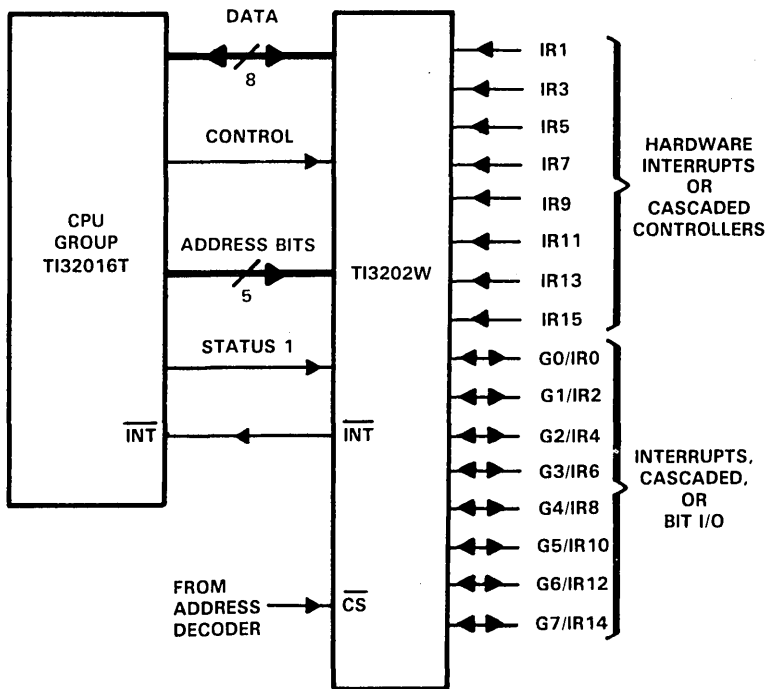 DATA
8
CONTROL
CPU
GROUP
TI32016T
ADDRESS BITS
5
STATUS 1
INT
INT
TI3202W
FROM
ADDRESS
DECODER
CS
IR1
IR3
IR5
IR7
IR9
IR11
IR13
IR15
HARDWARE
INTERRUPTS
OR
CASCADED
CONTROLLERS
G0/IR0
G1/IR2
G2/IR4
G3/IR6
G4/IR8
G5/IR10
G6/IR12
G7/IR14
INTERRUPTS,
CASCADED,
OR
BIT I/O